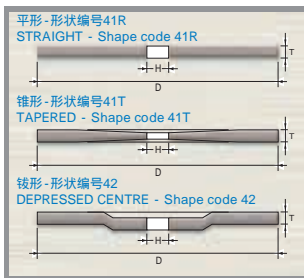 平形-形状编号41R
STRAIGHT - Shape code 41R
T
H
D
锥形-形状编号41T
TAPERED - Shape code 41T
T
H
D
钹形-形状编号42
DEPRESSED CENTRE - Shape code 42
T
H
D